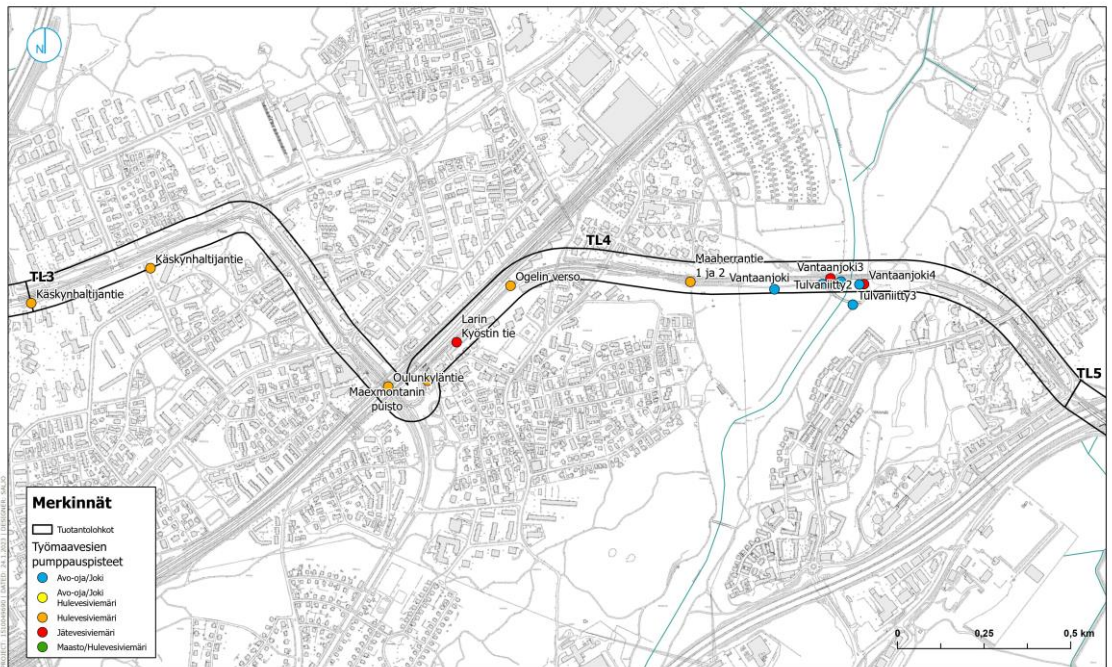 N
TL3
Käskynhaltijantie
Käskynhaltijantie
TL4
Ogelin verso
Maaherrantie
1 ja 2
Vantaanjoki
Vantaanjoki3
Tulvaniitty2
Vantaanjoki4
Tulvaniitty3
Larin
Kyöstin tie
Oulunkyläntie
Maexmontanin
puisto
TL5
Merkinnät
Tuotantolohkot
Työmaavesien
pumppauspisteet
Avo-oja/Joki
Avo-oja/Joki
Hulevesiviemäri
Hulevesiviemäri
Jätevesiviemäri
Maasto/Hulevesiviemäri
0 0,25 0,5 km